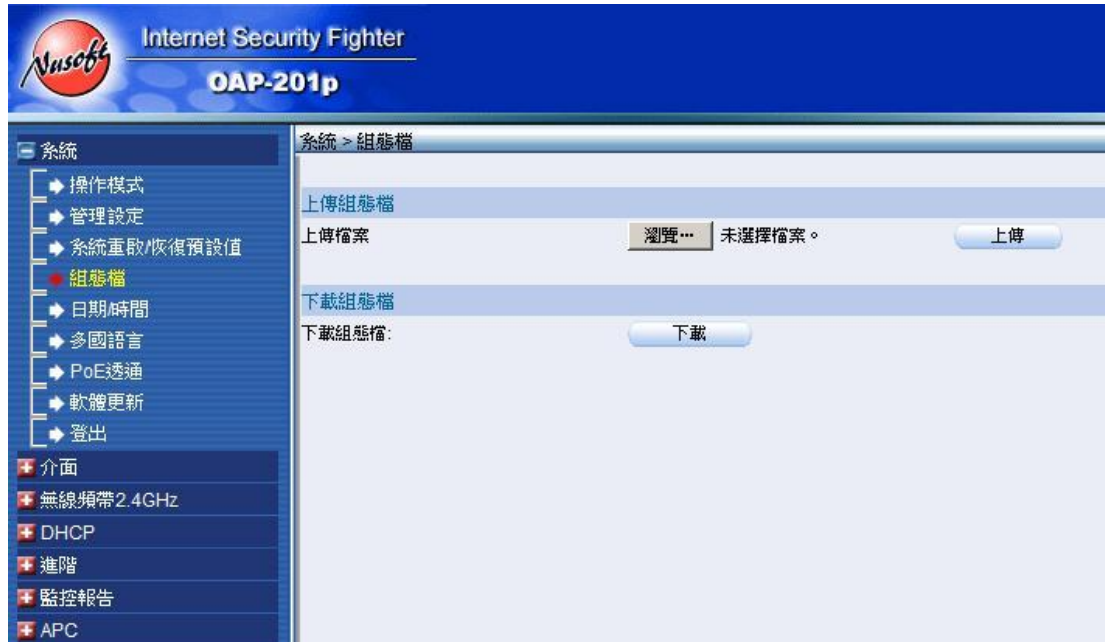 Nusoft
Internet Security Fighter
OAP-201p
系統
操作模式
管理設定
系統重啟/恢復預設值
組態檔
日期/時間
多國語言
PoE透通
軟體更新
登出
介面
無線頻帶2.4GHz
DHCP
進階
監控報告
APC
系統 > 組態檔
上傳組態檔
上傳檔案 瀏覽… 未選擇檔案。 上傳
下載組態檔
下載組態檔: 下載